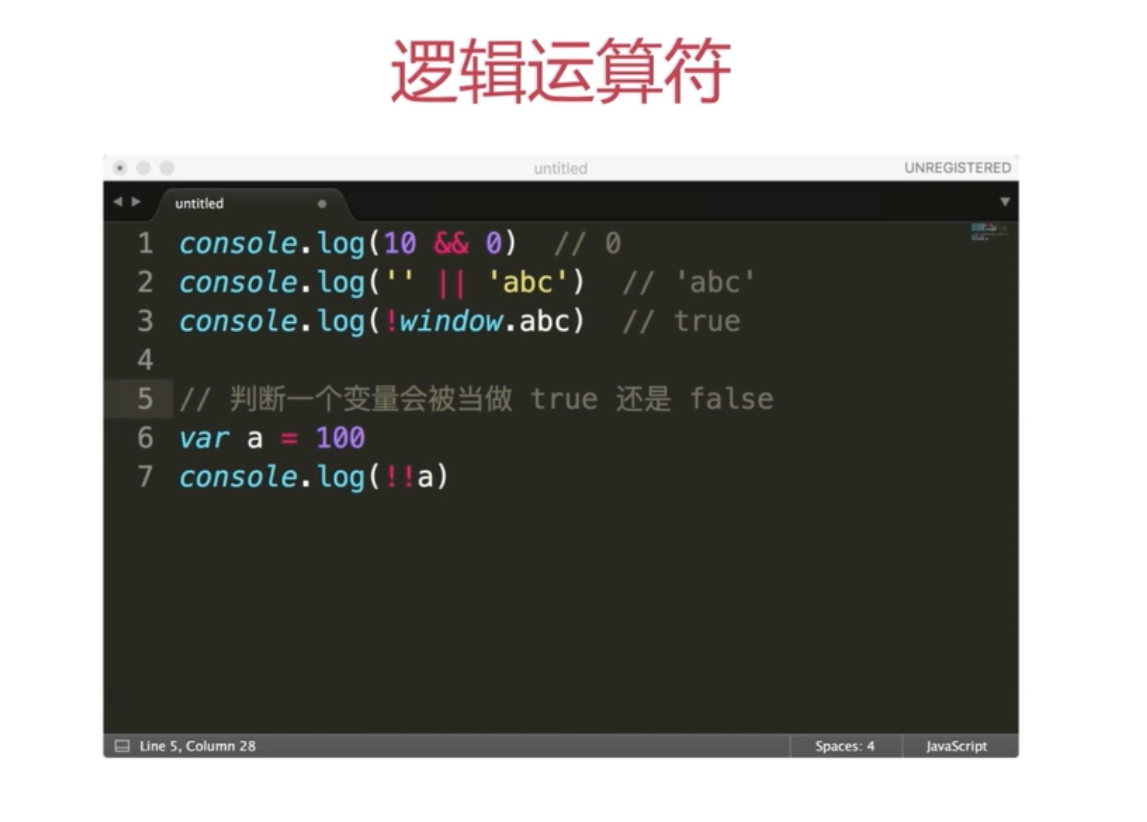 逻辑运算符
untitled
UNREGISTERED
untitled
1 console.log(10 && 0)  // 0
2 console.log('' || 'abc')  // 'abc'
3 console.log(!window.abc)  // true
4
5 // 判断一个变量会被当做 true 还是 false
6 var a = 100
7 console.log(!!a)
Line 5, Column 28
Spaces: 4
JavaScript